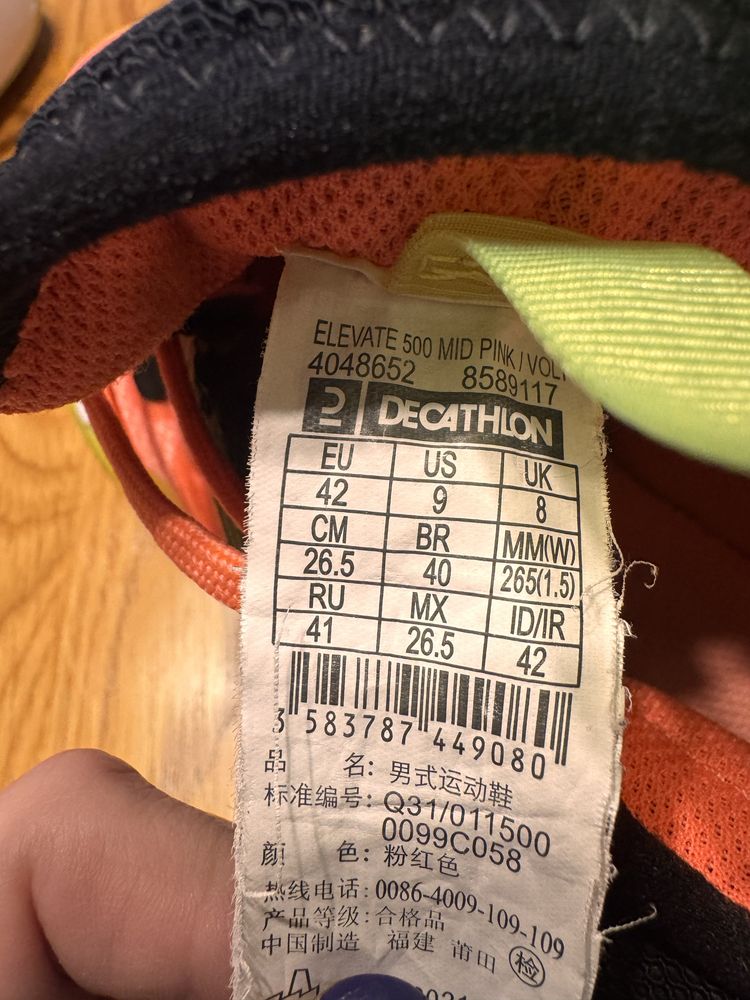 ELEVATE 500 MID PINK / VOL
4048652 8589117
DECATHLON
EU US UK
42 9 8
CM BR MM(W)
26.5 40 265(1.5)
RU MX ID/IR
41 26.5 42
3 583787 449080
品 名: 男式运动鞋
标准编号: Q31/011500
0099C058
颜 色: 粉红色
热线电话: 0086-4009-109-109
产品等级: 合格品
中国制造 福建 莆田 检